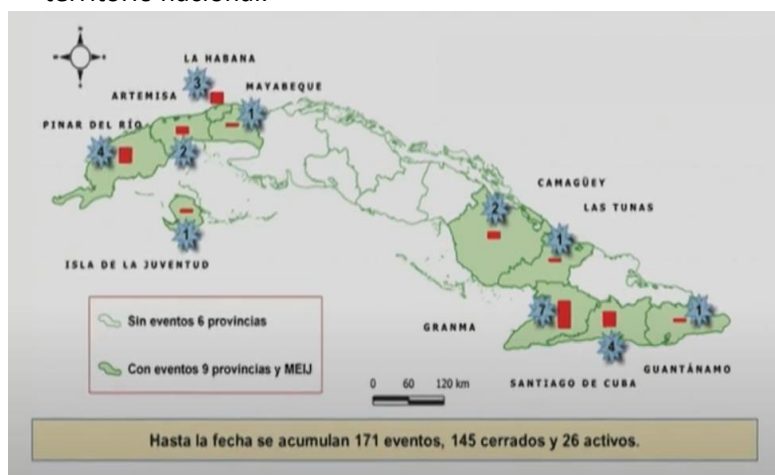 territorio nacional.
LA HABANA
3
MAYABEQUE
ARTEMISA
1
PINAR DEL RÍO
4
2
CAMAGÜEY
2
LAS TUNAS
1
1
ISLA DE LA JUVENTUD
Sin eventos 6 provincias
7
1
GRANMA
4
Con eventos 9 provincias y MEIJ
GUANTÁNAMO
0 60 120 km
SANTIAGO DE CUBA
Hasta la fecha se acumulan 171 eventos, 145 cerrados y 26 activos.